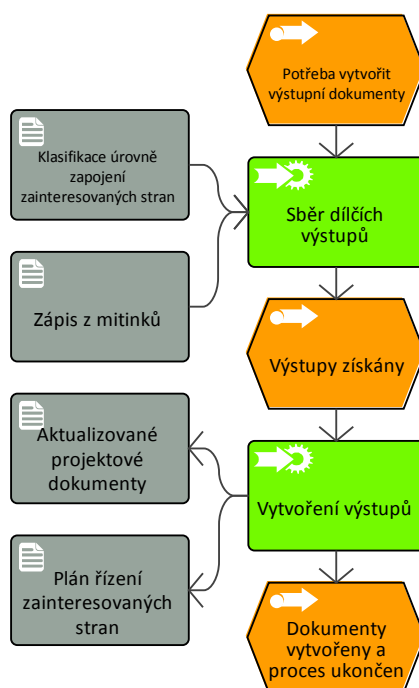 Potřeba vytvořit
výstupní dokumenty
Klasifikace úrovně
zapojení
zainteresovaných stran
Sběr dílčích
výstupů
Zápis z mitinků
Výstupy získány
Aktualizované
projektové
dokumenty
Vytvoření výstupů
Plán řízení
zainteresovaných
stran
Dokumenty
vytvořeny a
proces ukončen